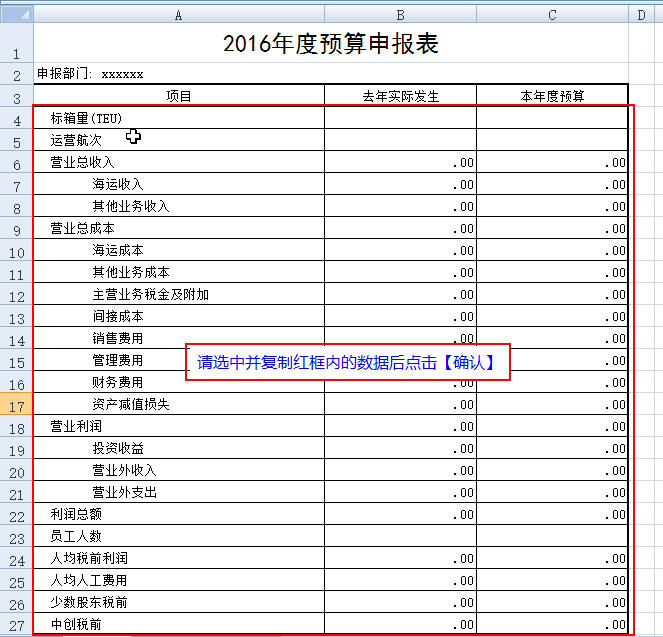 A B C D
1 2016年度预算申报表
2 申报部门: xxxxxx
3 项目 去年实际发生 本年度预算
4 标箱量(TEU)
5 运营航次
6 营业总收入 .00 .00
7 海运收入 .00 .00
8 其他业务收入 .00 .00
9 营业总成本 .00 .00
10 海运成本 .00 .00
11 其他业务成本 .00 .00
12 主营业务税金及附加 .00 .00
13 间接成本 .00 .00
14 销售费用 .00 .00
15 管理费用 请选中并复制红框内的数据后点击【确认】 .00
16 财务费用 .00 .00
17 资产减值损失 .00 .00
18 营业利润 .00 .00
19 投资收益 .00 .00
20 营业外收入 .00 .00
21 营业外支出 .00 .00
22 利润总额 .00 .00
23 员工人数
24 人均税前利润 .00 .00
25 人均人工费用 .00 .00
26 少数股东税前 .00 .00
27 中创税前 .00 .00